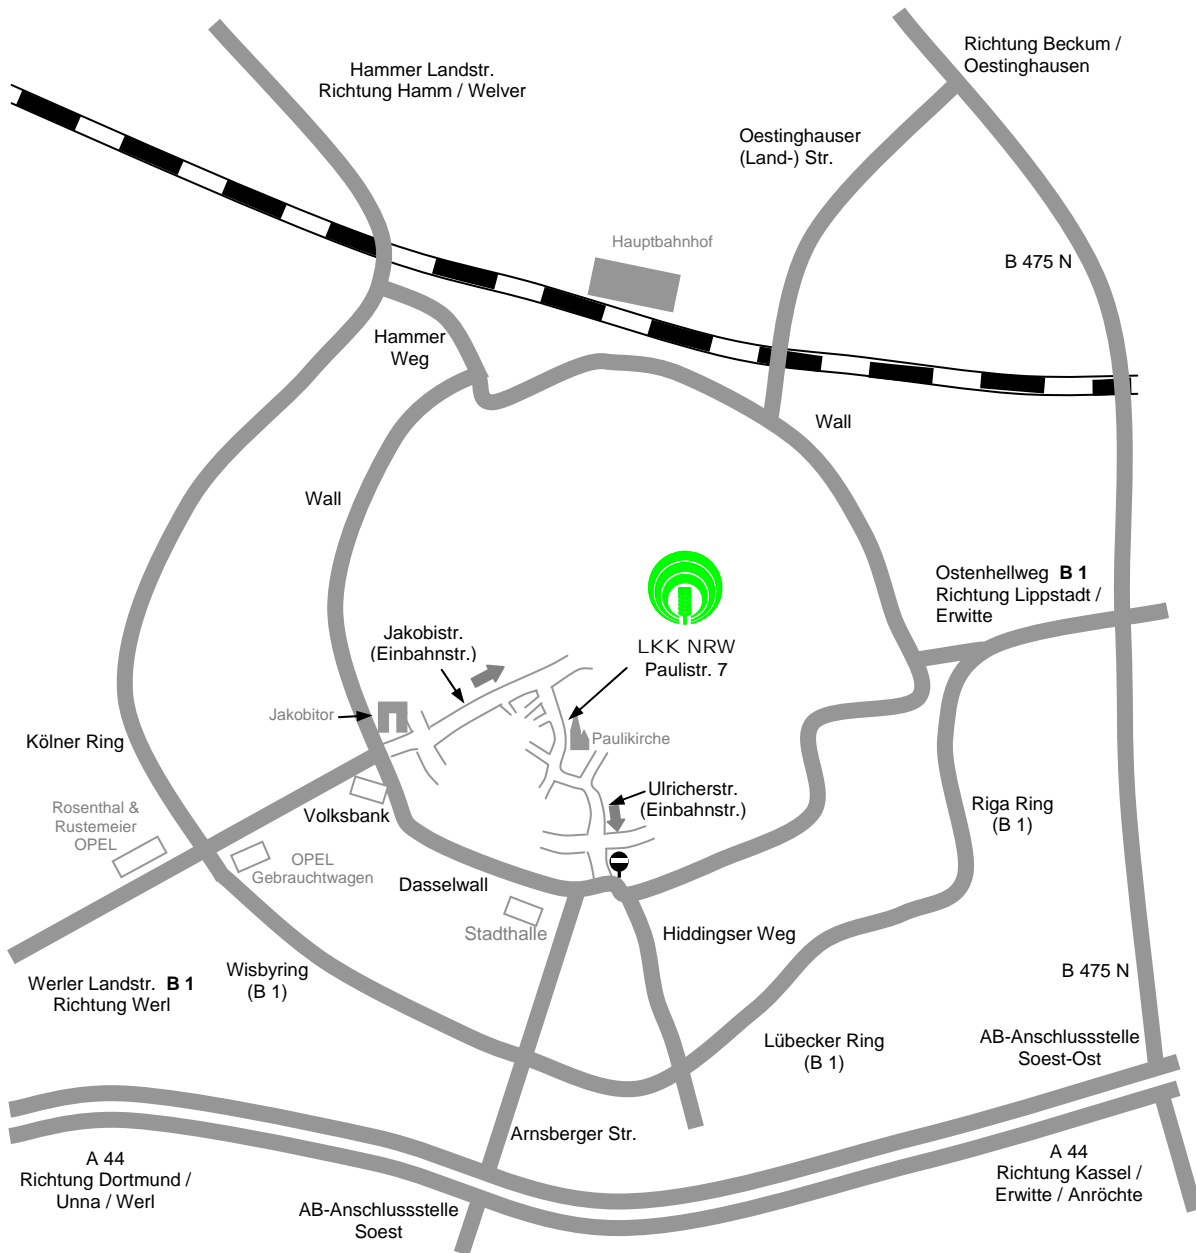 Richtung Beckum /
Oestinghausen
Hammer Landstr.
Richtung Hamm / Welver
Oestinghauser
(Land-) Str.
Hauptbahnhof
B 475 N
Hammer
Weg
Wall
Wall
Ostenhellweg B 1
Richtung Lippstadt /
Erwitte
Jakobistr.
(Einbahnstr.)
LKK NRW
Paulistr. 7
Jakobitor
Paulikirche
Kölner Ring
Ulricherstr.
(Einbahnstr.)
Riga Ring
(B 1)
Rosenthal &
Rustemeier
OPEL
Volksbank
OPEL
Gebrauchtwagen
Dasselwall
Stadthalle
Hiddingser Weg
Werler Landstr. B 1
Richtung Werl
Wisbyring
(B 1)
B 475 N
Lübecker Ring
(B 1)
AB-Anschlussstelle
Soest-Ost
Arnsberger Str.
A 44
Richtung Dortmund /
Unna / Werl
A 44
Richtung Kassel /
Erwitte / Anröchte
AB-Anschlussstelle
Soest